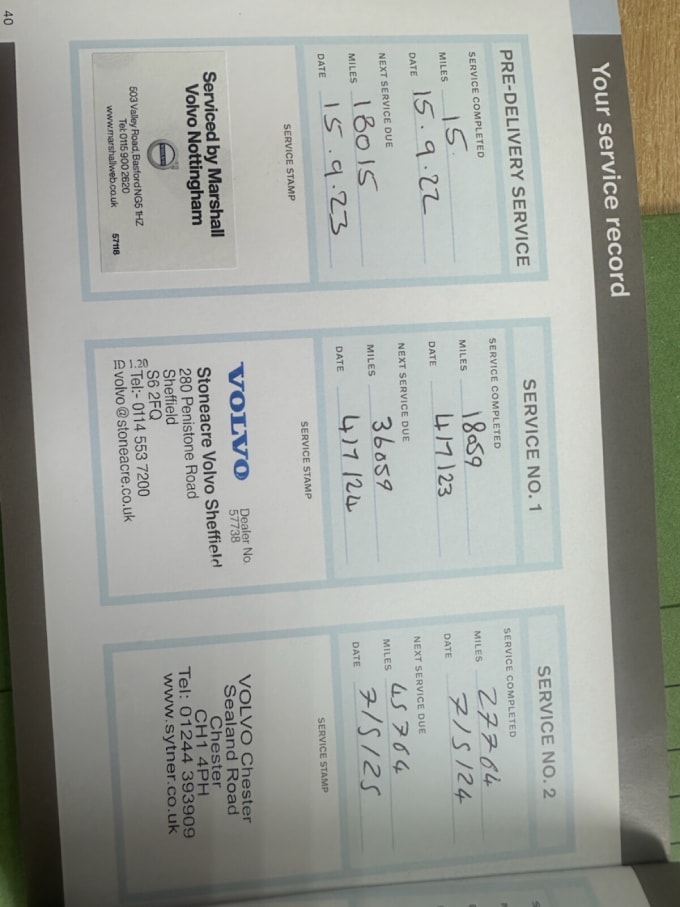 Your service record
PRE-DELIVERY SERVICE
SERVICE COMPLETED
MILES 15
DATE 15.9.22
NEXT SERVICE DUE
MILES 18015
DATE 15.9.23
SERVICE STAMP
Serviced by Marshall
Volvo Nottingham
503 Valley Road, Basford NG5 1HZ
Tel: 0115 900 2620
www.marshallweb.co.uk 57118
SERVICE NO. 1
SERVICE COMPLETED
MILES 18059
DATE 4/7/23
NEXT SERVICE DUE
MILES 36059
DATE 4/7/24
SERVICE STAMP
VOLVO Dealer No
57738
Stoneacre Volvo Sheffield
280 Penistone Road
Sheffield
S6 2FQ
Tel:- 0114 553 7200
volvo@stoneacre.co.uk
SERVICE NO. 2
SERVICE COMPLETED
MILES 27764
DATE 7/5/24
NEXT SERVICE DUE
MILES 45764
DATE 7/5/25
SERVICE STAMP
VOLVO Chester
Sealand Road
Chester
CH1 4PH
Tel: 01244 393909
www.sytner.co.uk
40